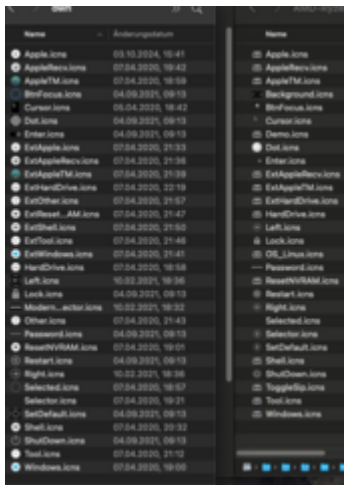 own
Name Änderungsdatum
Apple.icns 03.10.2024, 15:41
AppleRecv.icns 07.04.2020, 19:42
AppleTM.icns 07.04.2020, 18:59
BtnFocus.icns 04.09.2021, 09:13
Cursor.icns 05.04.2020, 18:42
Dot.icns 04.09.2021, 09:13
Enter.icns 04.09.2021, 09:13
ExtApple.icns 07.04.2020, 21:33
ExtAppleRecv.icns 07.04.2020, 21:36
ExtAppleTM.icns 07.04.2020, 21:39
ExtHardDrive.icns 07.04.2020, 22:19
ExtOther.icns 07.04.2020, 21:57
ExtReset...AM.icns 07.04.2020, 21:47
ExtShell.icns 07.04.2020, 21:50
ExtTool.icns 07.04.2020, 21:46
ExtWindows.icns 07.04.2020, 21:41
HardDrive.icns 07.04.2020, 18:58
Left.icns 10.02.2021, 18:36
Lock.icns 04.09.2021, 09:13
Modern...ector.icns 10.02.2021, 18:32
Other.icns 07.04.2020, 21:43
Password.icns 04.09.2021, 09:13
ResetNVRAM.icns 07.04.2020, 19:01
Restart.icns 04.09.2021, 09:13
Right.icns 10.02.2021, 18:36
Selected.icns 07.04.2020, 18:57
Selector.icns 07.04.2020, 19:21
SetDefault.icns 04.09.2021, 09:13
Shell.icns 07.04.2020, 20:32
ShutDown.icns 04.09.2021, 09:13
Tool.icns 07.04.2020, 21:12
Windows.icns 07.04.2020, 19:00
Name
Apple.icns
AppleRecv.icns
AppleTM.icns
Background.icns
BtnFocus.icns
Cursor.icns
Demo.icns
Dot.icns
Enter.icns
ExtAppleRecv.icns
ExtAppleTM.icns
ExtHardDrive.icns
HardDrive.icns
Left.icns
Lock.icns
OS_Linux.icns
Password.icns
ResetNVRAM.icns
Restart.icns
Right.icns
Selected.icns
Selector.icns
SetDefault.icns
Shell.icns
ShutDown.icns
ToggleSip.icns
Tool.icns
Windows.icns